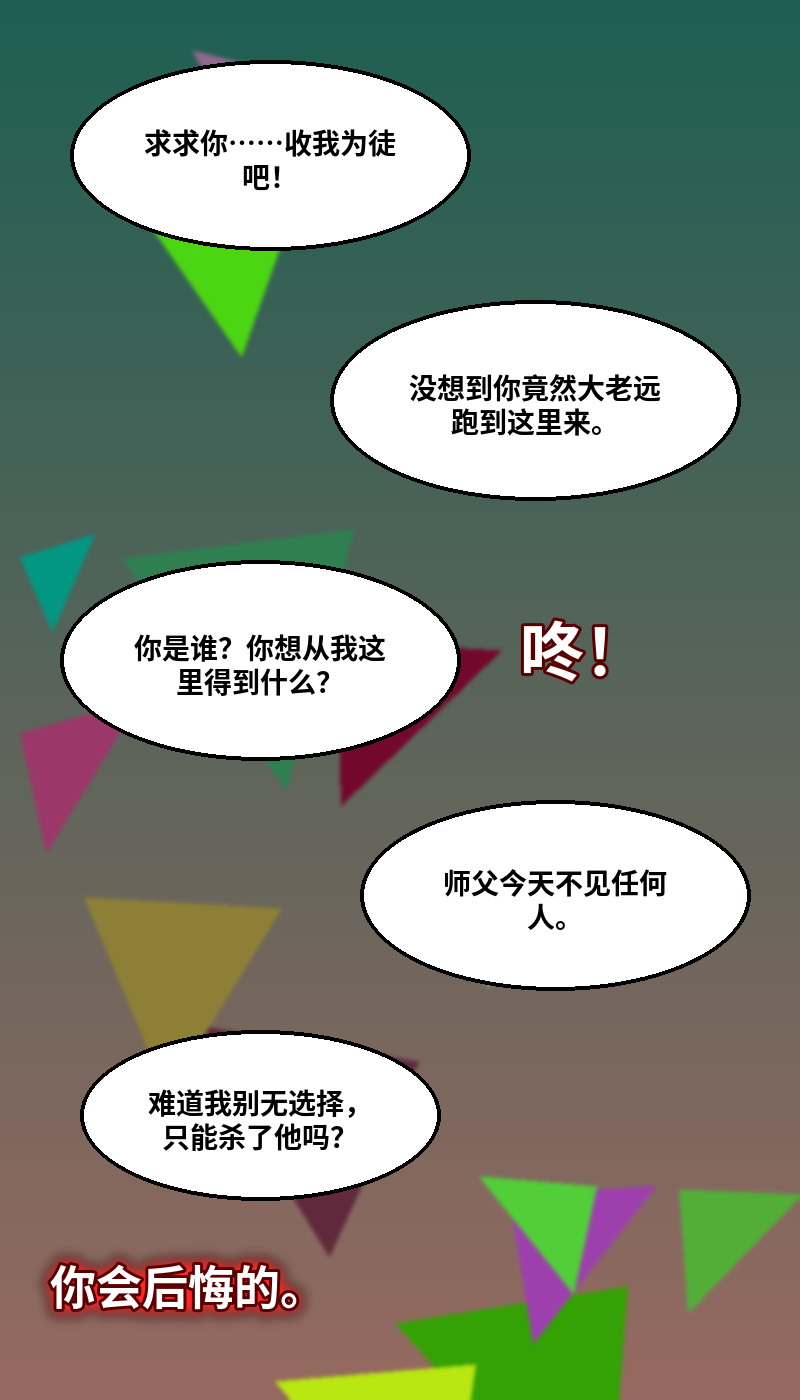 求求你……收我为徒
吧！
没想到你竟然大老远
跑到这里来。
你是谁？你想从我这
里得到什么？
咚！
师父今天不见任何
人。
难道我别无选择，
只能杀了他吗？
你会后悔的。